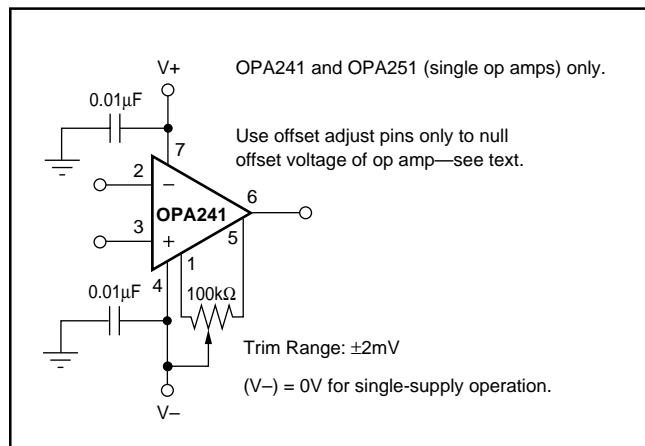 V+
OPA241 and OPA251 (single op amps) only.
0.01μF
Use offset adjust pins only to null
offset voltage of op amp—see text.
7
2
−
6
OPA241
3
+
5
1
4
100kΩ
0.01μF
Trim Range: ±2mV
(V–) = 0V for single-supply operation.
V–